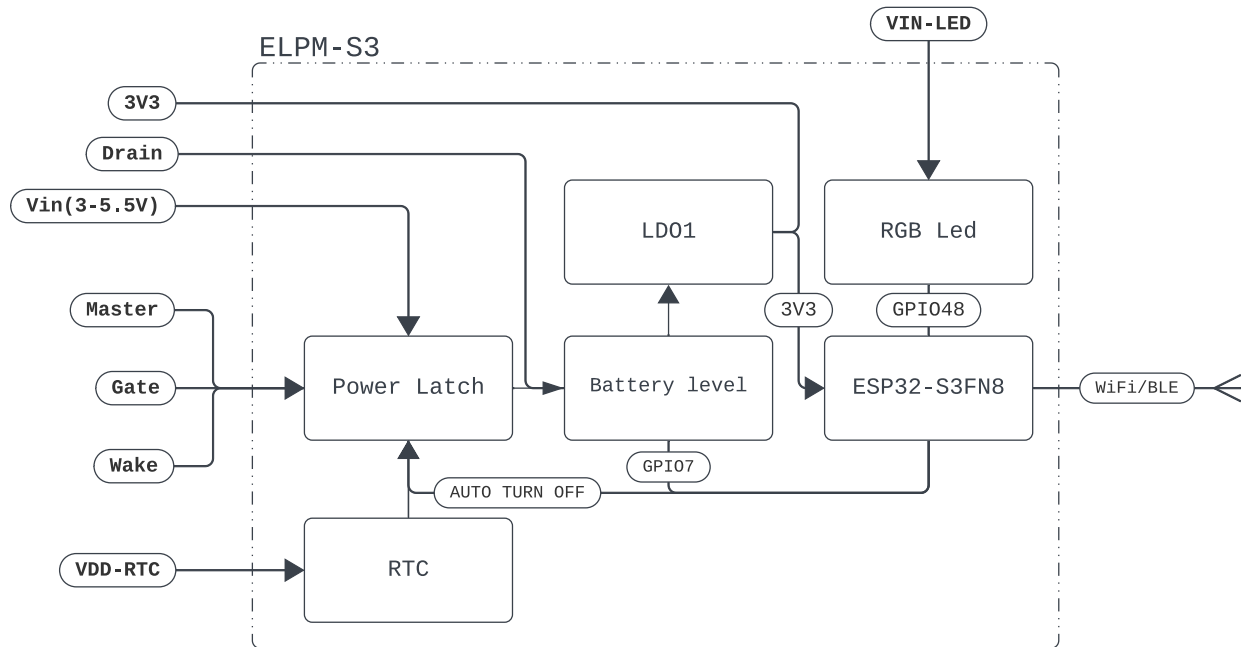 VIN-LED
ELPM-S3
3V3
Drain
Vin(3-5.5V)
LDO1
RGB Led
Master
3V3
GPIO48
Gate
Power Latch
Battery level
ESP32-S3FN8
WiFi/BLE
Wake
GPIO7
AUTO TURN OFF
VDD-RTC
RTC